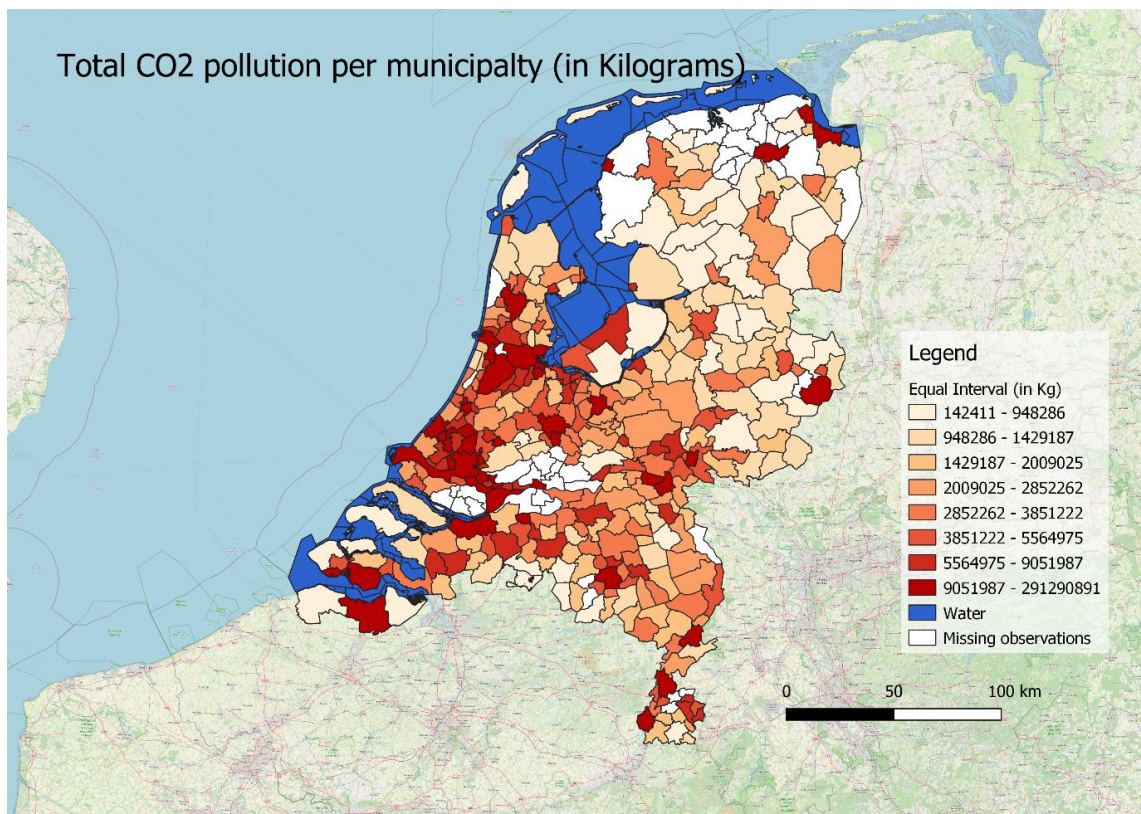 Total CO2 pollution per municipalty (in Kilograms)
Legend
Equal Interval (in Kg)
142411 - 948286
948286 - 1429187
1429187 - 2009025
2009025 - 2852262
2852262 - 3851222
3851222 - 5564975
5564975 - 9051987
9051987 - 291290891
Water
Missing observations
0 50 100 km